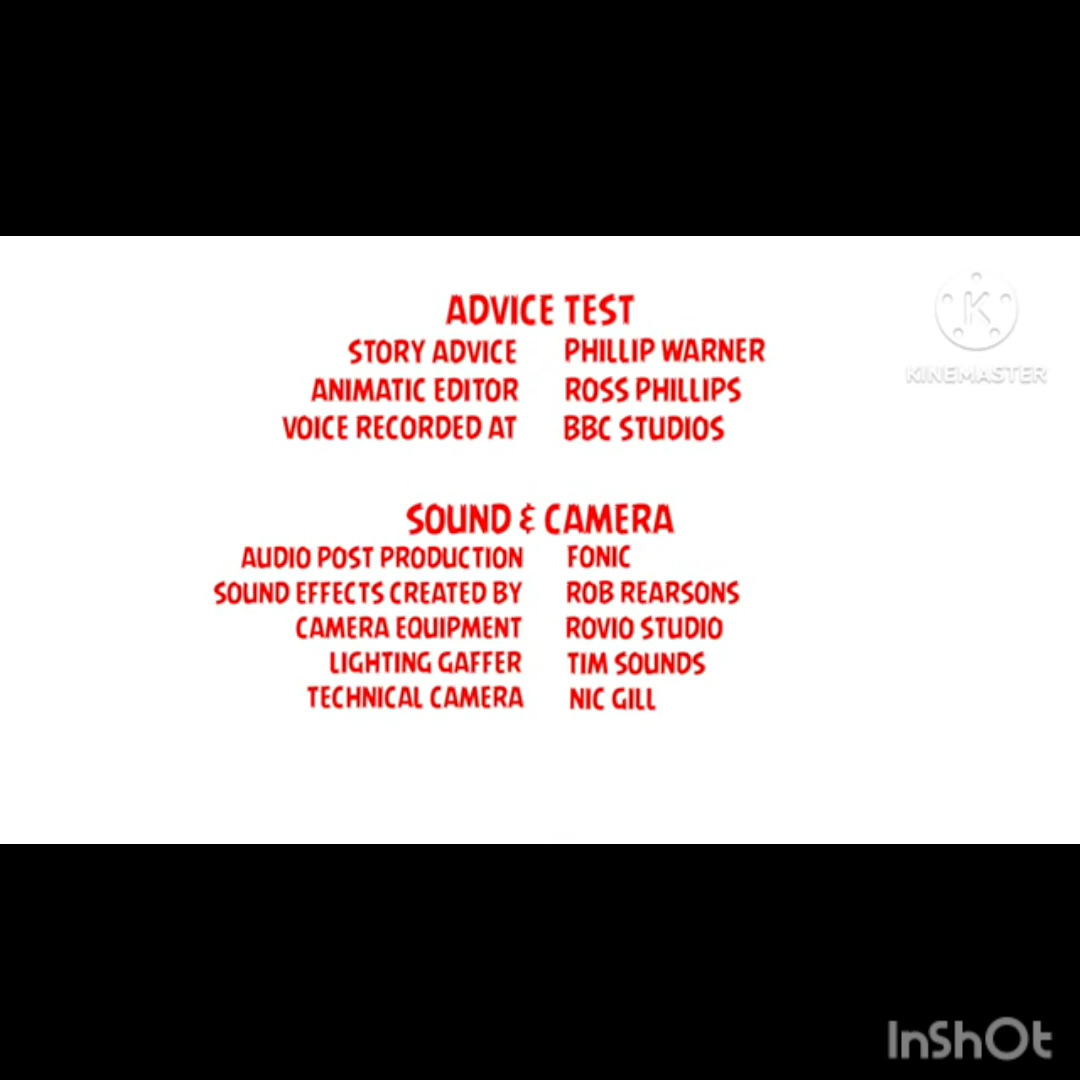 ADVICE TEST
STORY ADVICE PHILLIP WARNER
ANIMATIC EDITOR ROSS PHILLIPS
VOICE RECORDED AT BBC STUDIOS
SOUND & CAMERA
AUDIO POST PRODUCTION FONIC
SOUND EFFECTS CREATED BY ROB REARSONS
CAMERA EQUIPMENT ROVIO STUDIO
LIGHTING GAFFER TIM SOUNDS
TECHNICAL CAMERA NIC GILL
K
KINEMASTER
InShOt